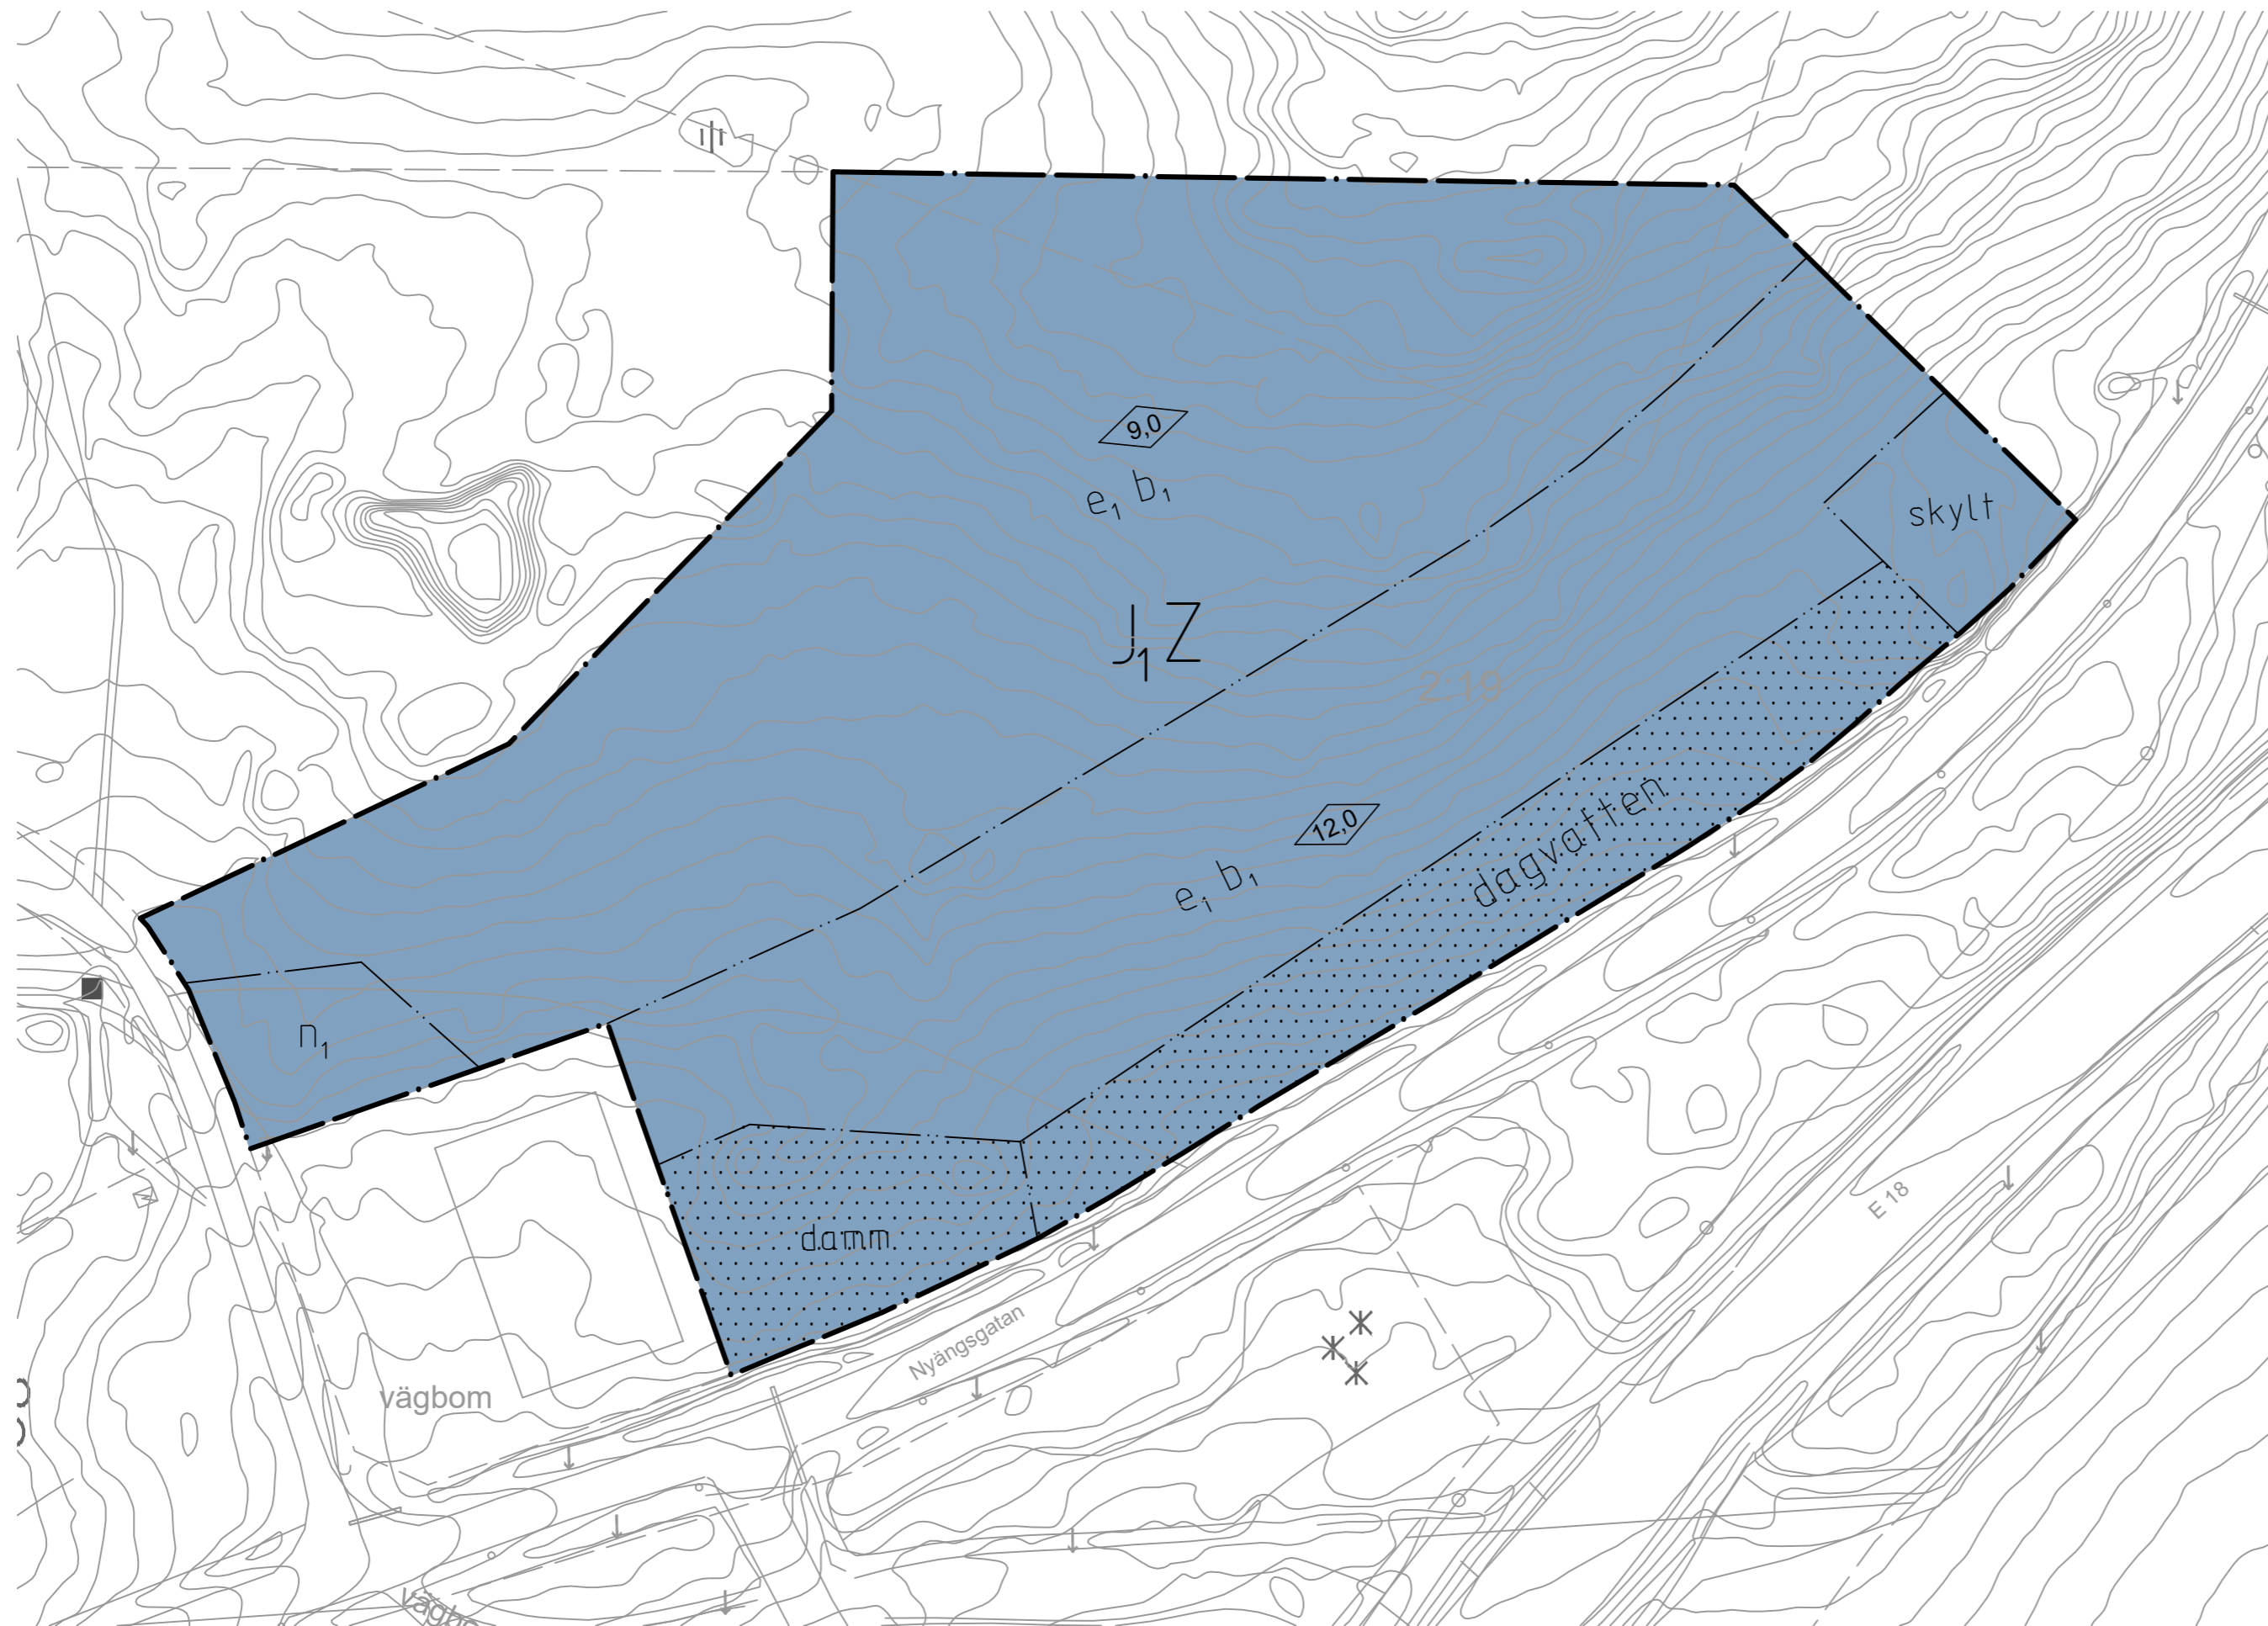 9,0
e₁ b₁
skylt
J₁Z
2:19
dagvatten
12,0
e₁ b₁
n₁
damm
E 18
Nyängsgatan
vägbom